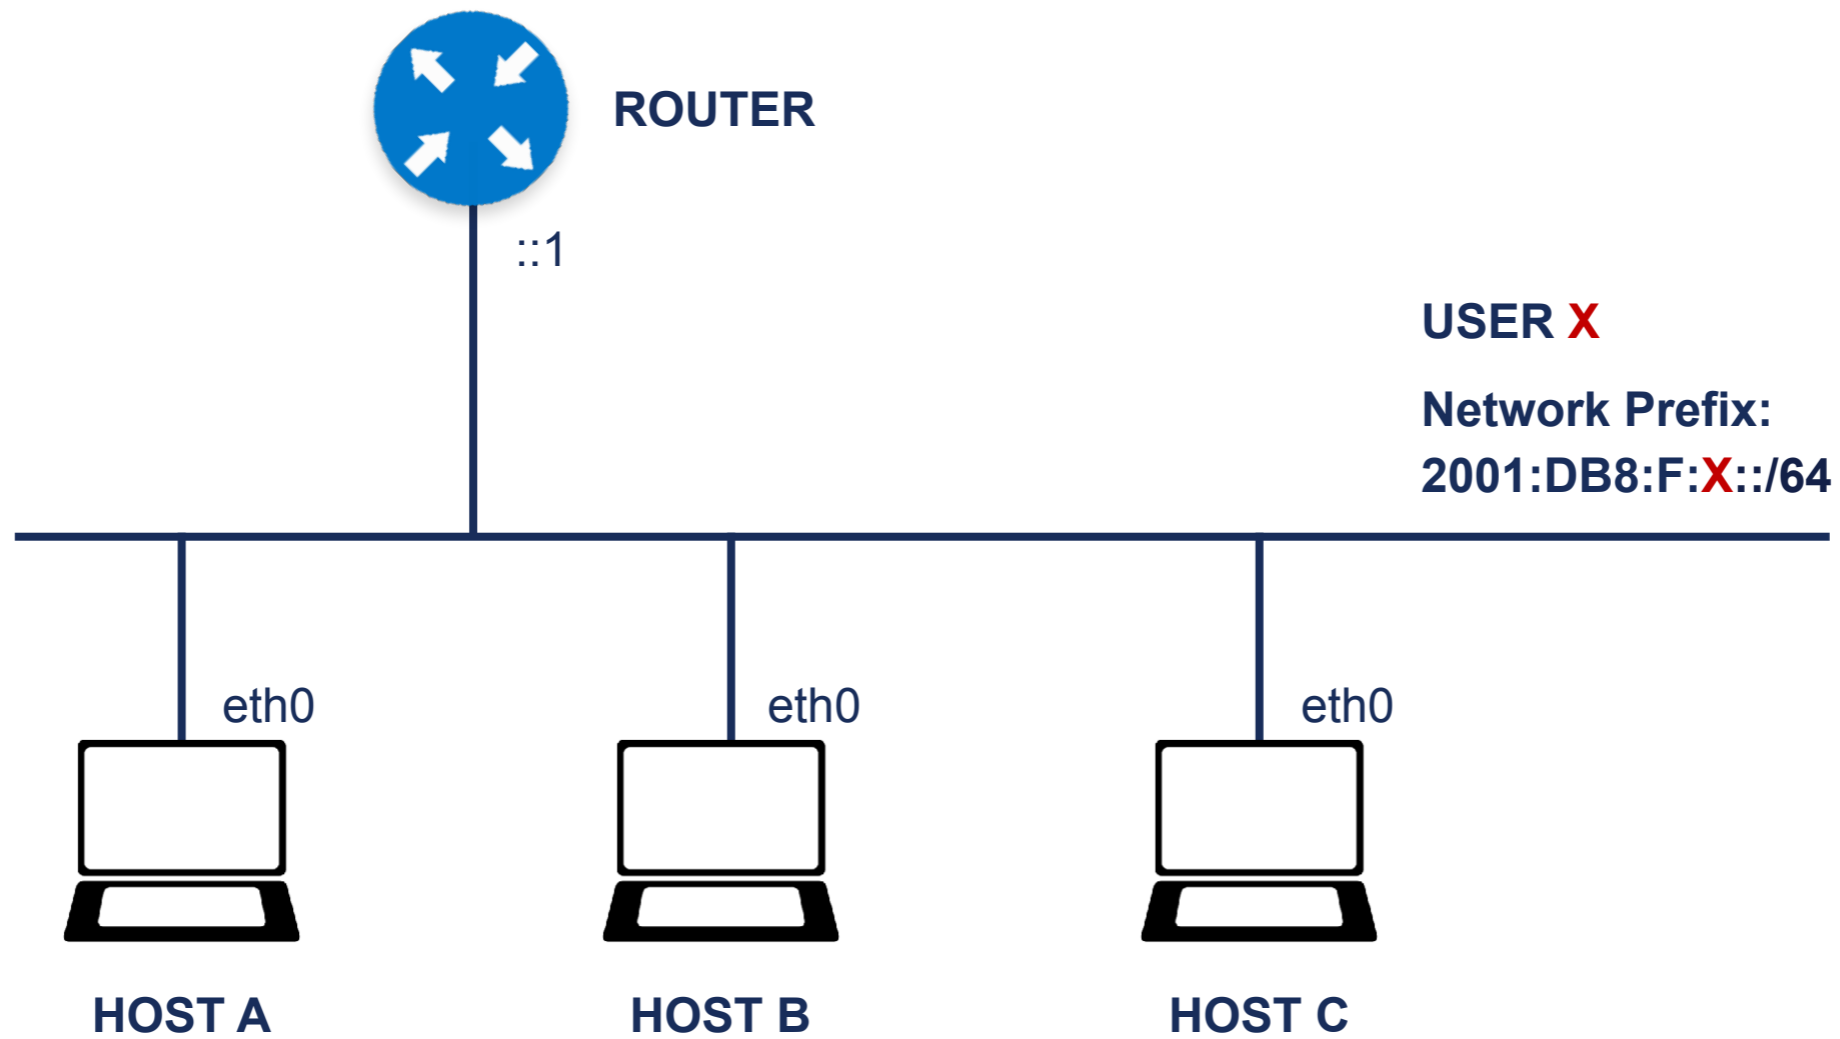 ROUTER
::1
USER X
Network Prefix:
2001:DB8:F:X::/64
eth0
eth0
eth0
HOST A
HOST B
HOST C